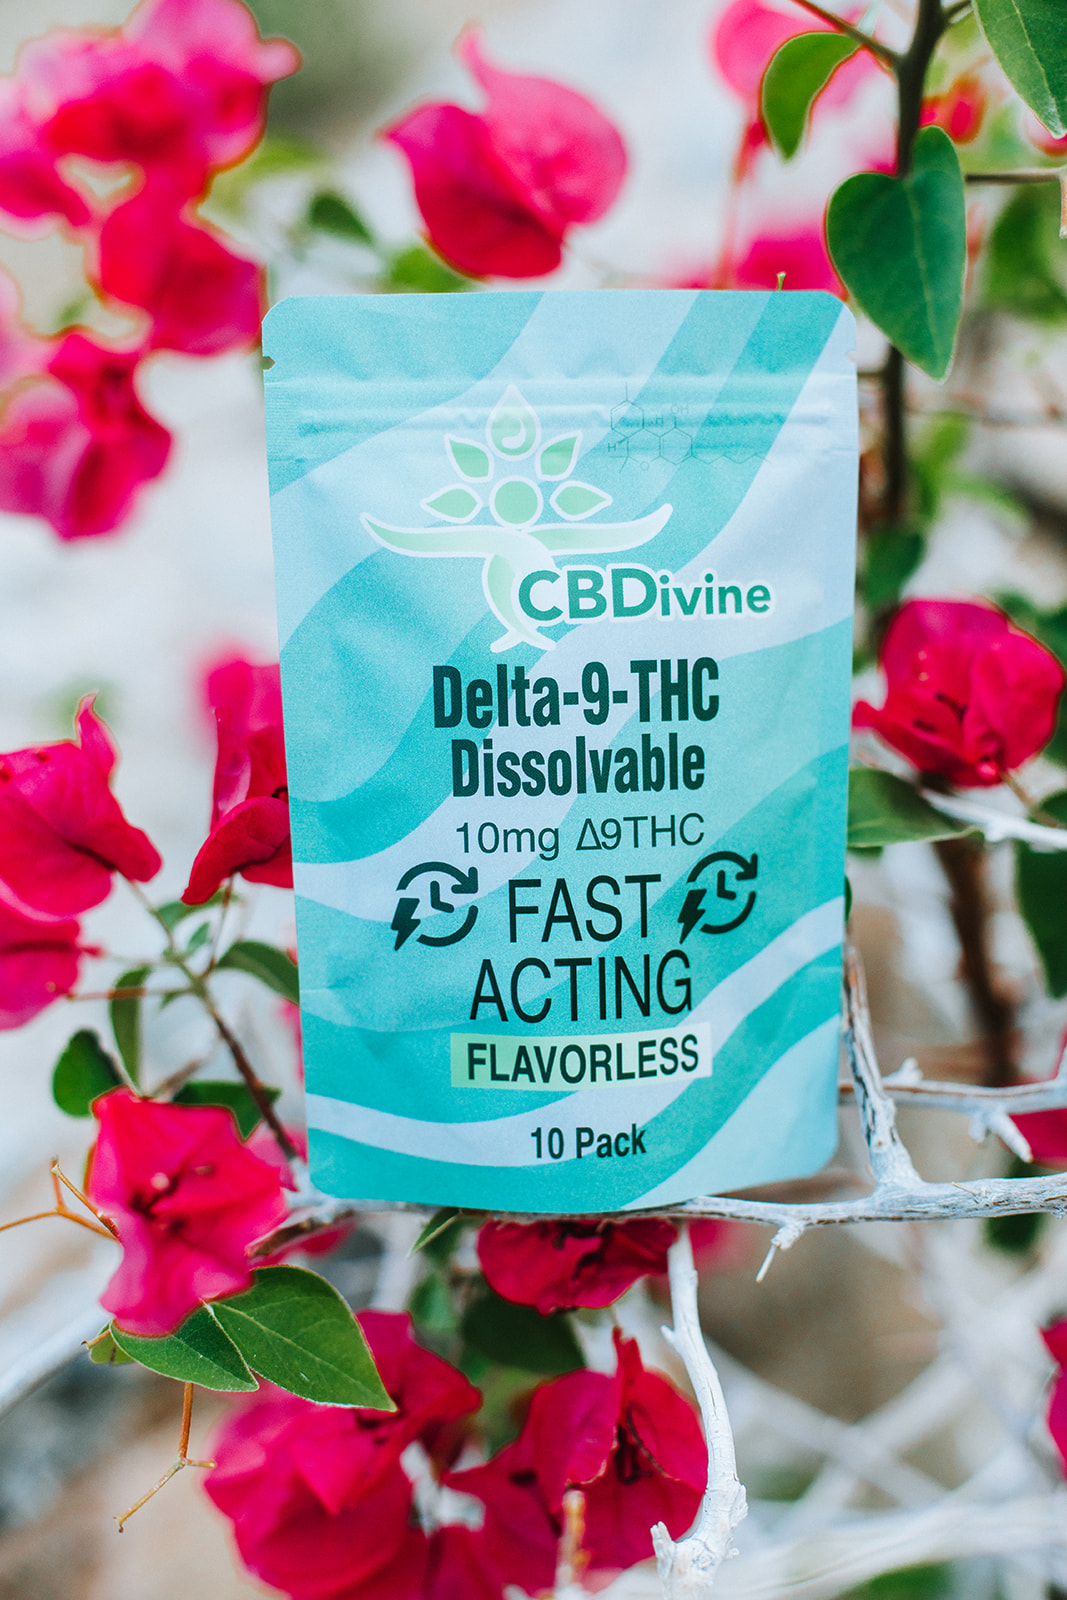 CBDivine
Delta-9-THC
Dissolvable
10mg Δ9THC
FAST
ACTING
FLAVORLESS
10 Pack